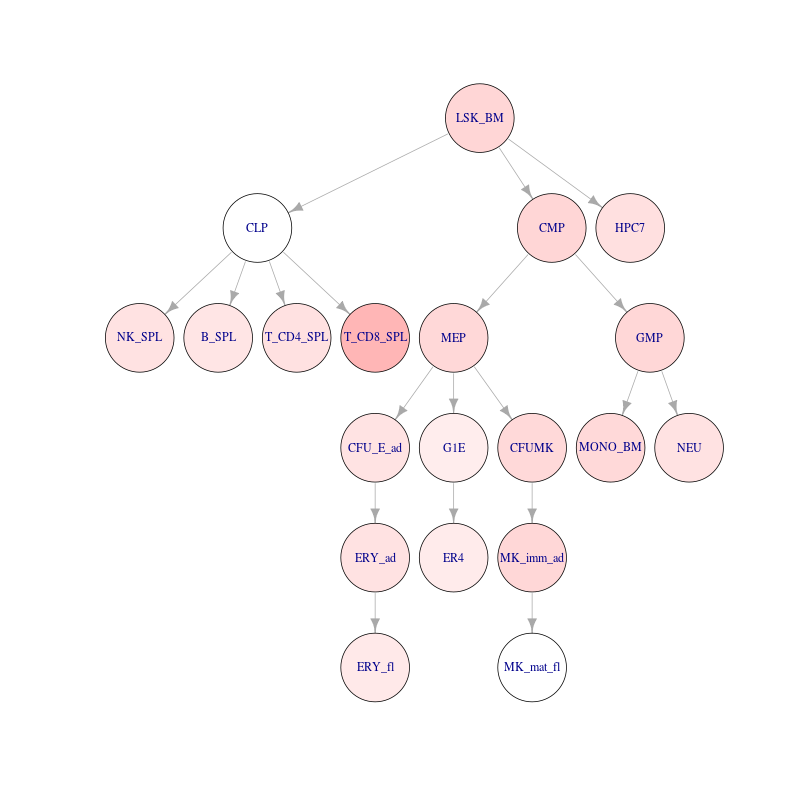 LSK_BM
CLP
CMP
HPC7
NK_SPL
B_SPL
T_CD4_SPL
T_CD8_SPL
MEP
GMP
CFU_E_ad
G1E
CFUMK
MONO_BM
NEU
ERY_ad
ER4
MK_imm_ad
ERY_fl
MK_mat_fl